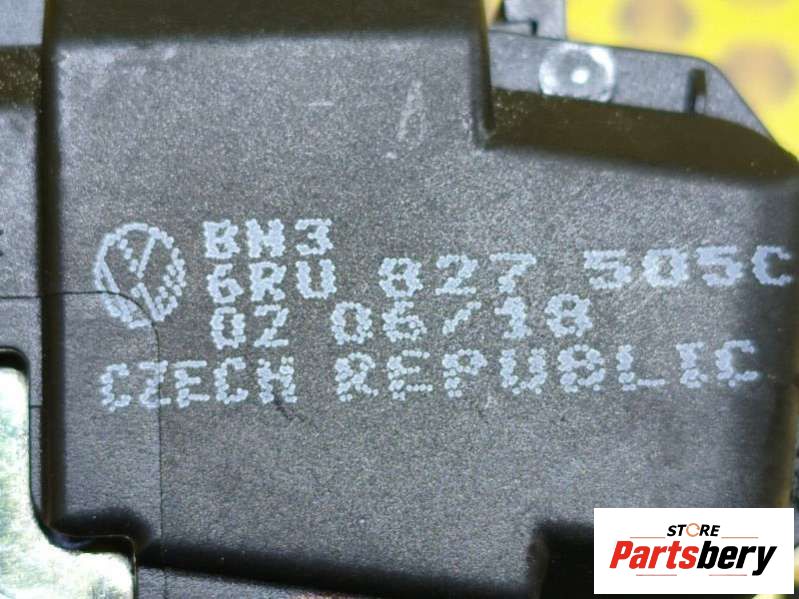 BN3
6RU 827 505C
02 06/18
CZECH REPUBLIC
STORE
Partsbery